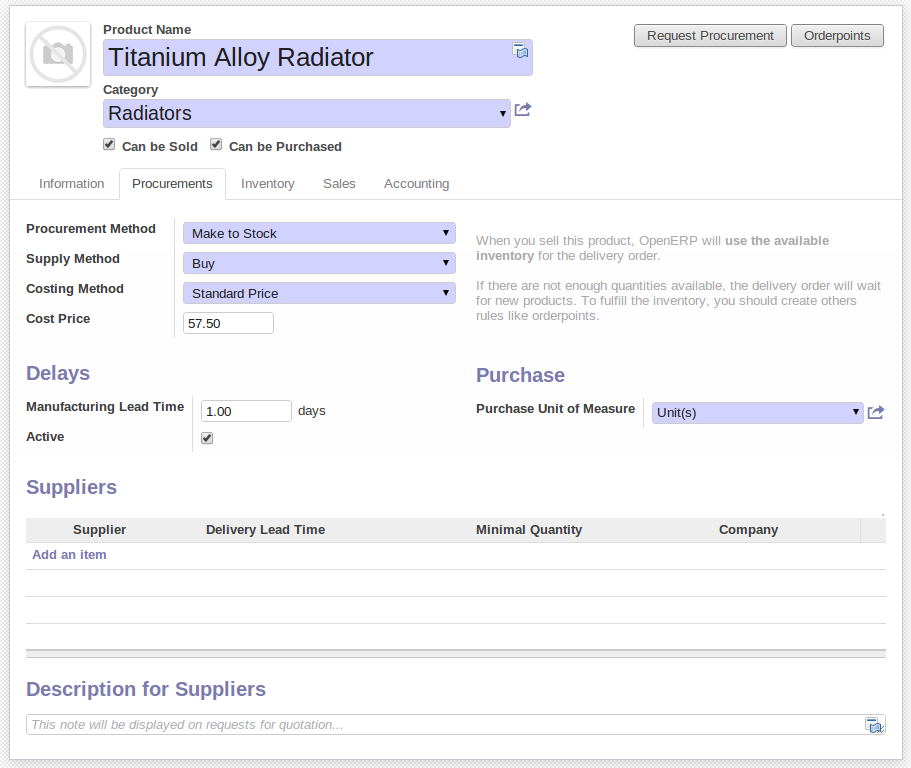 Product Name
Request Procurement Orderpoints
Titanium Alloy Radiator
Category
Radiators
Can be Sold Can be Purchased
Information Procurements Inventory Sales Accounting
Procurement Method Make to Stock
Supply Method Buy
Costing Method Standard Price
Cost Price 57.50
When you sell this product, OpenERP will use the available
inventory for the delivery order.
If there are not enough quantities available, the delivery order will wait
for new products. To fulfill the inventory, you should create others
rules like orderpoints.
Delays
Manufacturing Lead Time 1.00 days
Active
Purchase
Purchase Unit of Measure Unit(s)
Suppliers
Supplier Delivery Lead Time Minimal Quantity Company
Add an item
Description for Suppliers
This note will be displayed on requests for quotation...